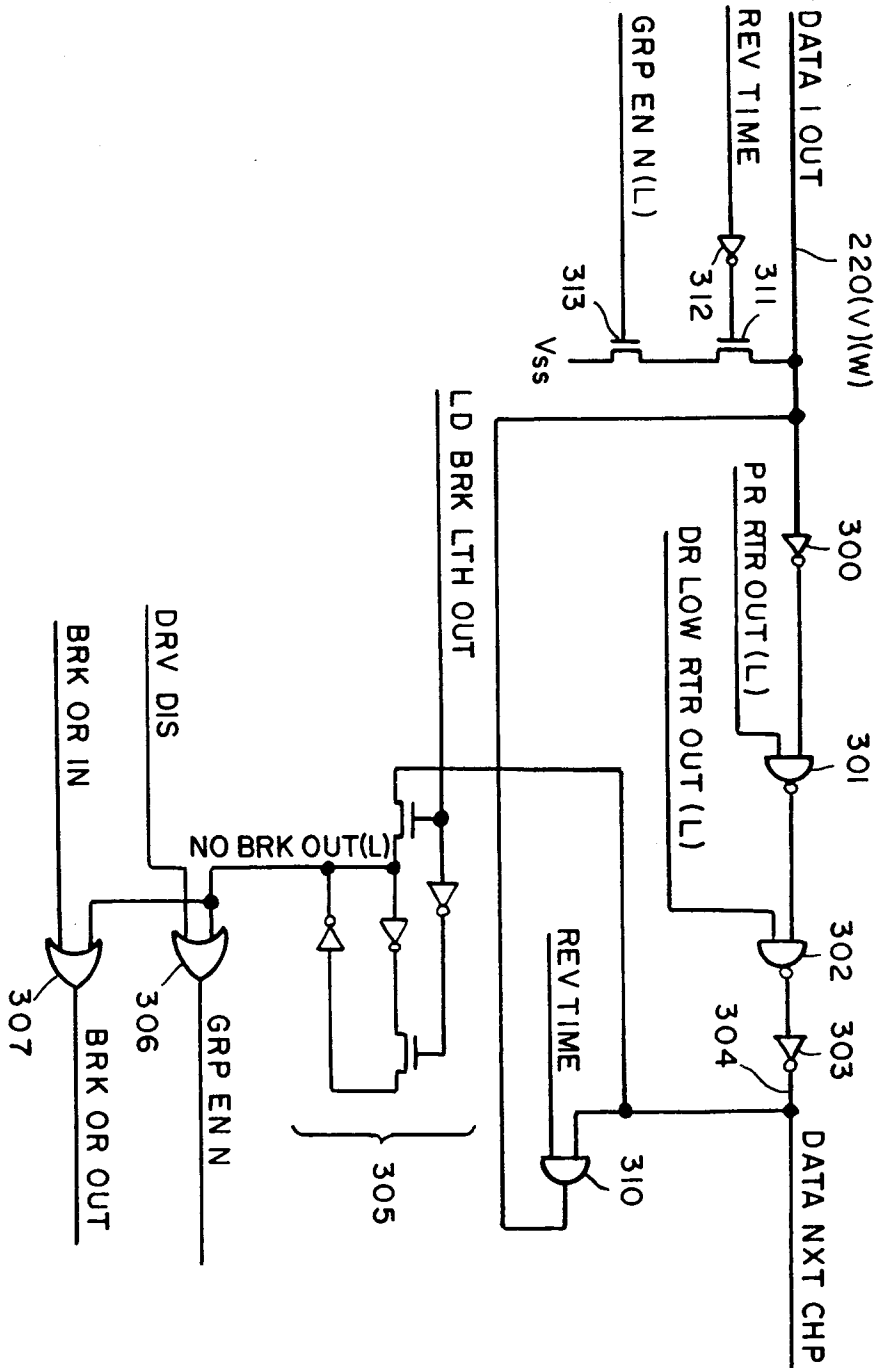 DATA I OUT
220(V)(W)
REV TIME
GRP EN N(L)
312
311
313
Vss
300
PR RTR OUT (L)
301
DR LOW RTR OUT (L)
302
303
304
DATA NXT CHP
LD BRK LTH OUT
REV TIME
310
305
NO BRK OUT(L)
DRV DIS
BRK OR IN
306
GRP EN N
307
BRK OR OUT